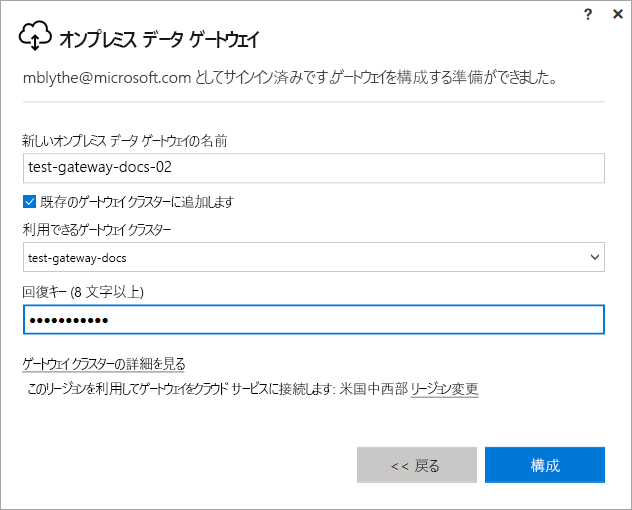 ? ×
オンプレミス データ ゲートウェイ
mblythe@microsoft.com としてサインイン済みです。ゲートウェイを構成する準備ができました。
新しいオンプレミス データ ゲートウェイの名前
test-gateway-docs-02
既存のゲートウェイ クラスターに追加します
利用できるゲートウェイ クラスター
test-gateway-docs
回復キー (8 文字以上)
●●●●●●●●●●●
ゲートウェイ クラスターの詳細を見る
このリージョンを利用してゲートウェイをクラウド サービスに接続します: 米国中西部 リージョン変更
<< 戻る
構成